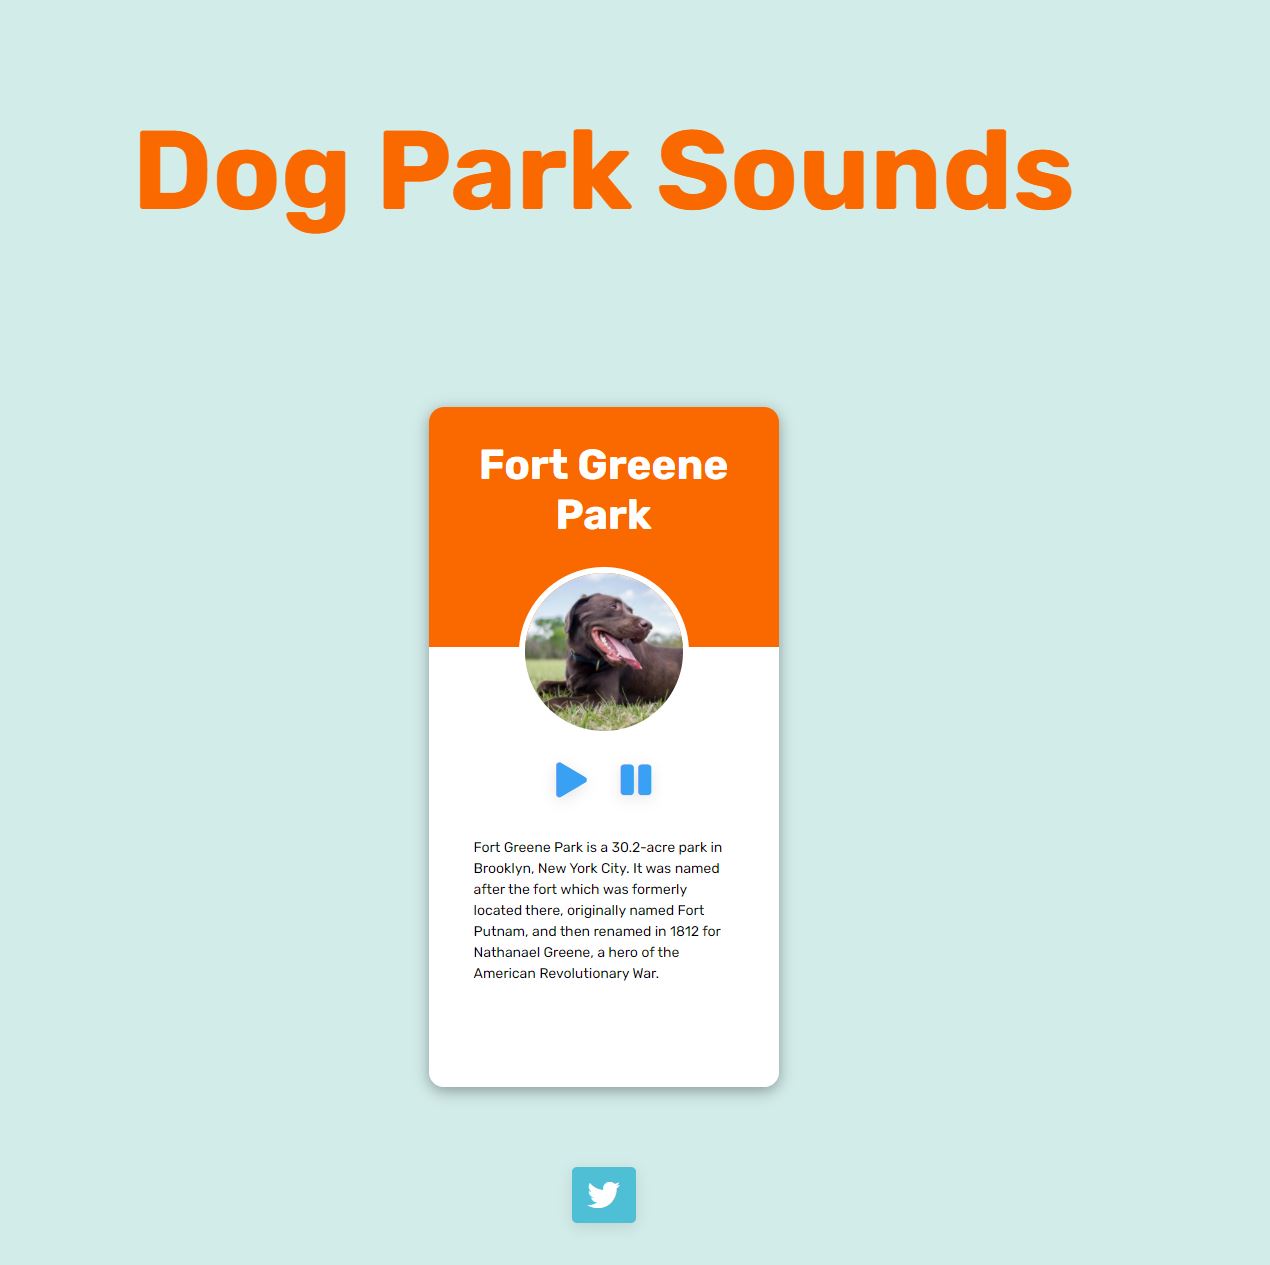 Dog Park Sounds
Fort Greene
Park
Fort Greene Park is a 30.2-acre park in
Brooklyn, New York City. It was named
after the fort which was formerly
located there, originally named Fort
Putnam, and then renamed in 1812 for
Nathanael Greene, a hero of the
American Revolutionary War.